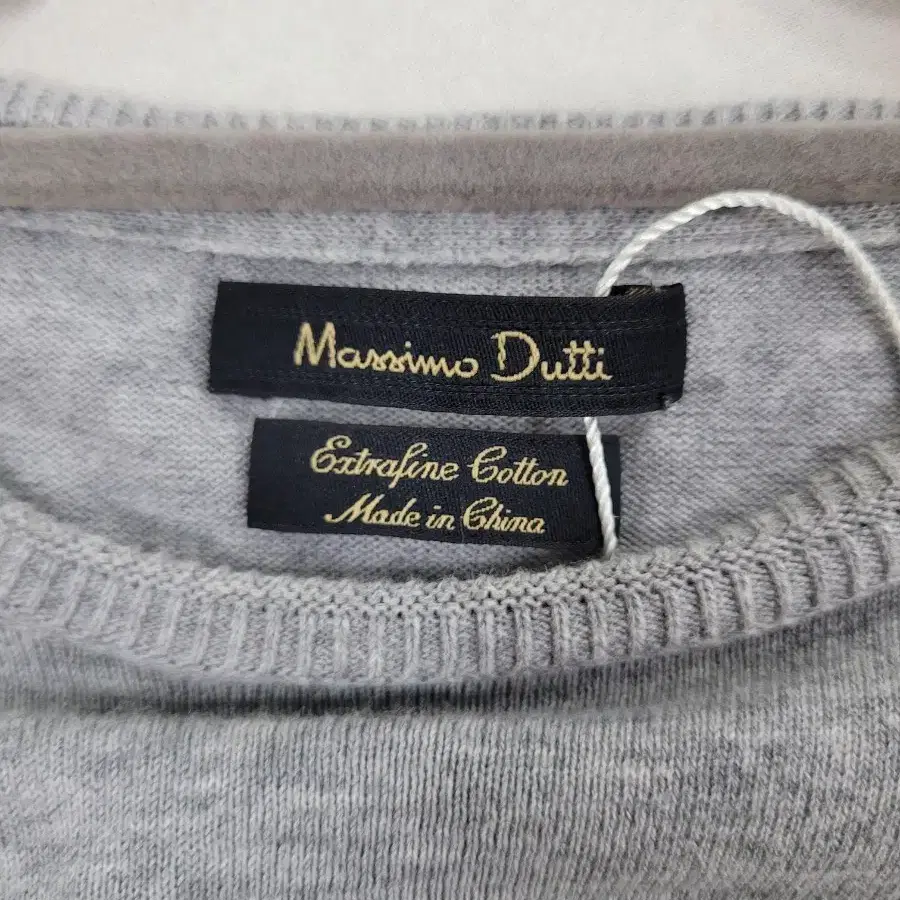 Massimo Dutti
Extrafine Cotton
Made in China